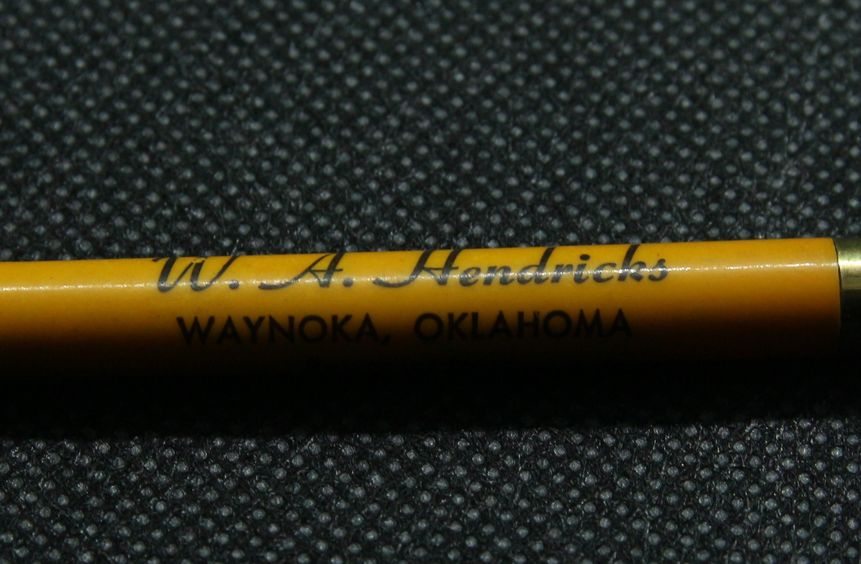 W. A. Hendricks
WAYNOKA, OKLAHOMA